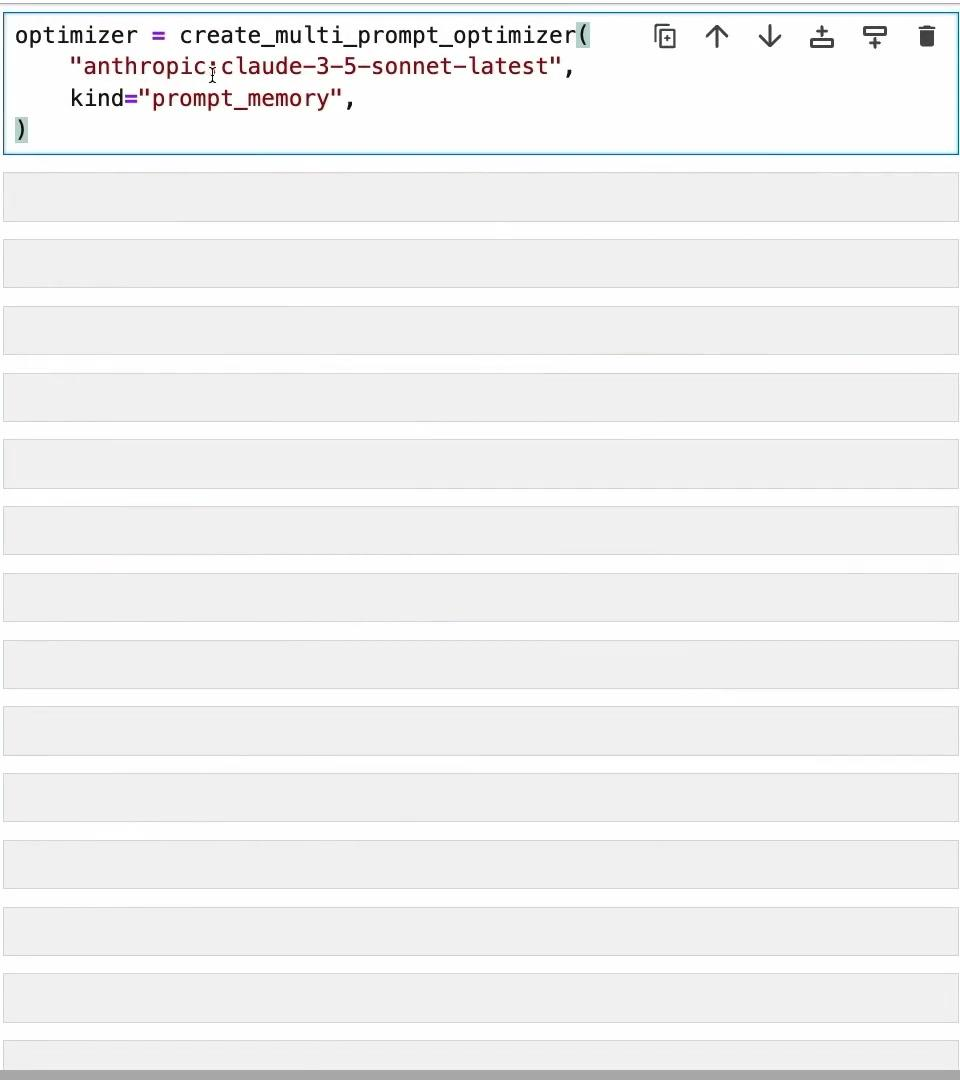 optimizer = create_multi_prompt_optimizer(
    "anthropic:claude-3-5-sonnet-latest",
    kind="prompt_memory",
)